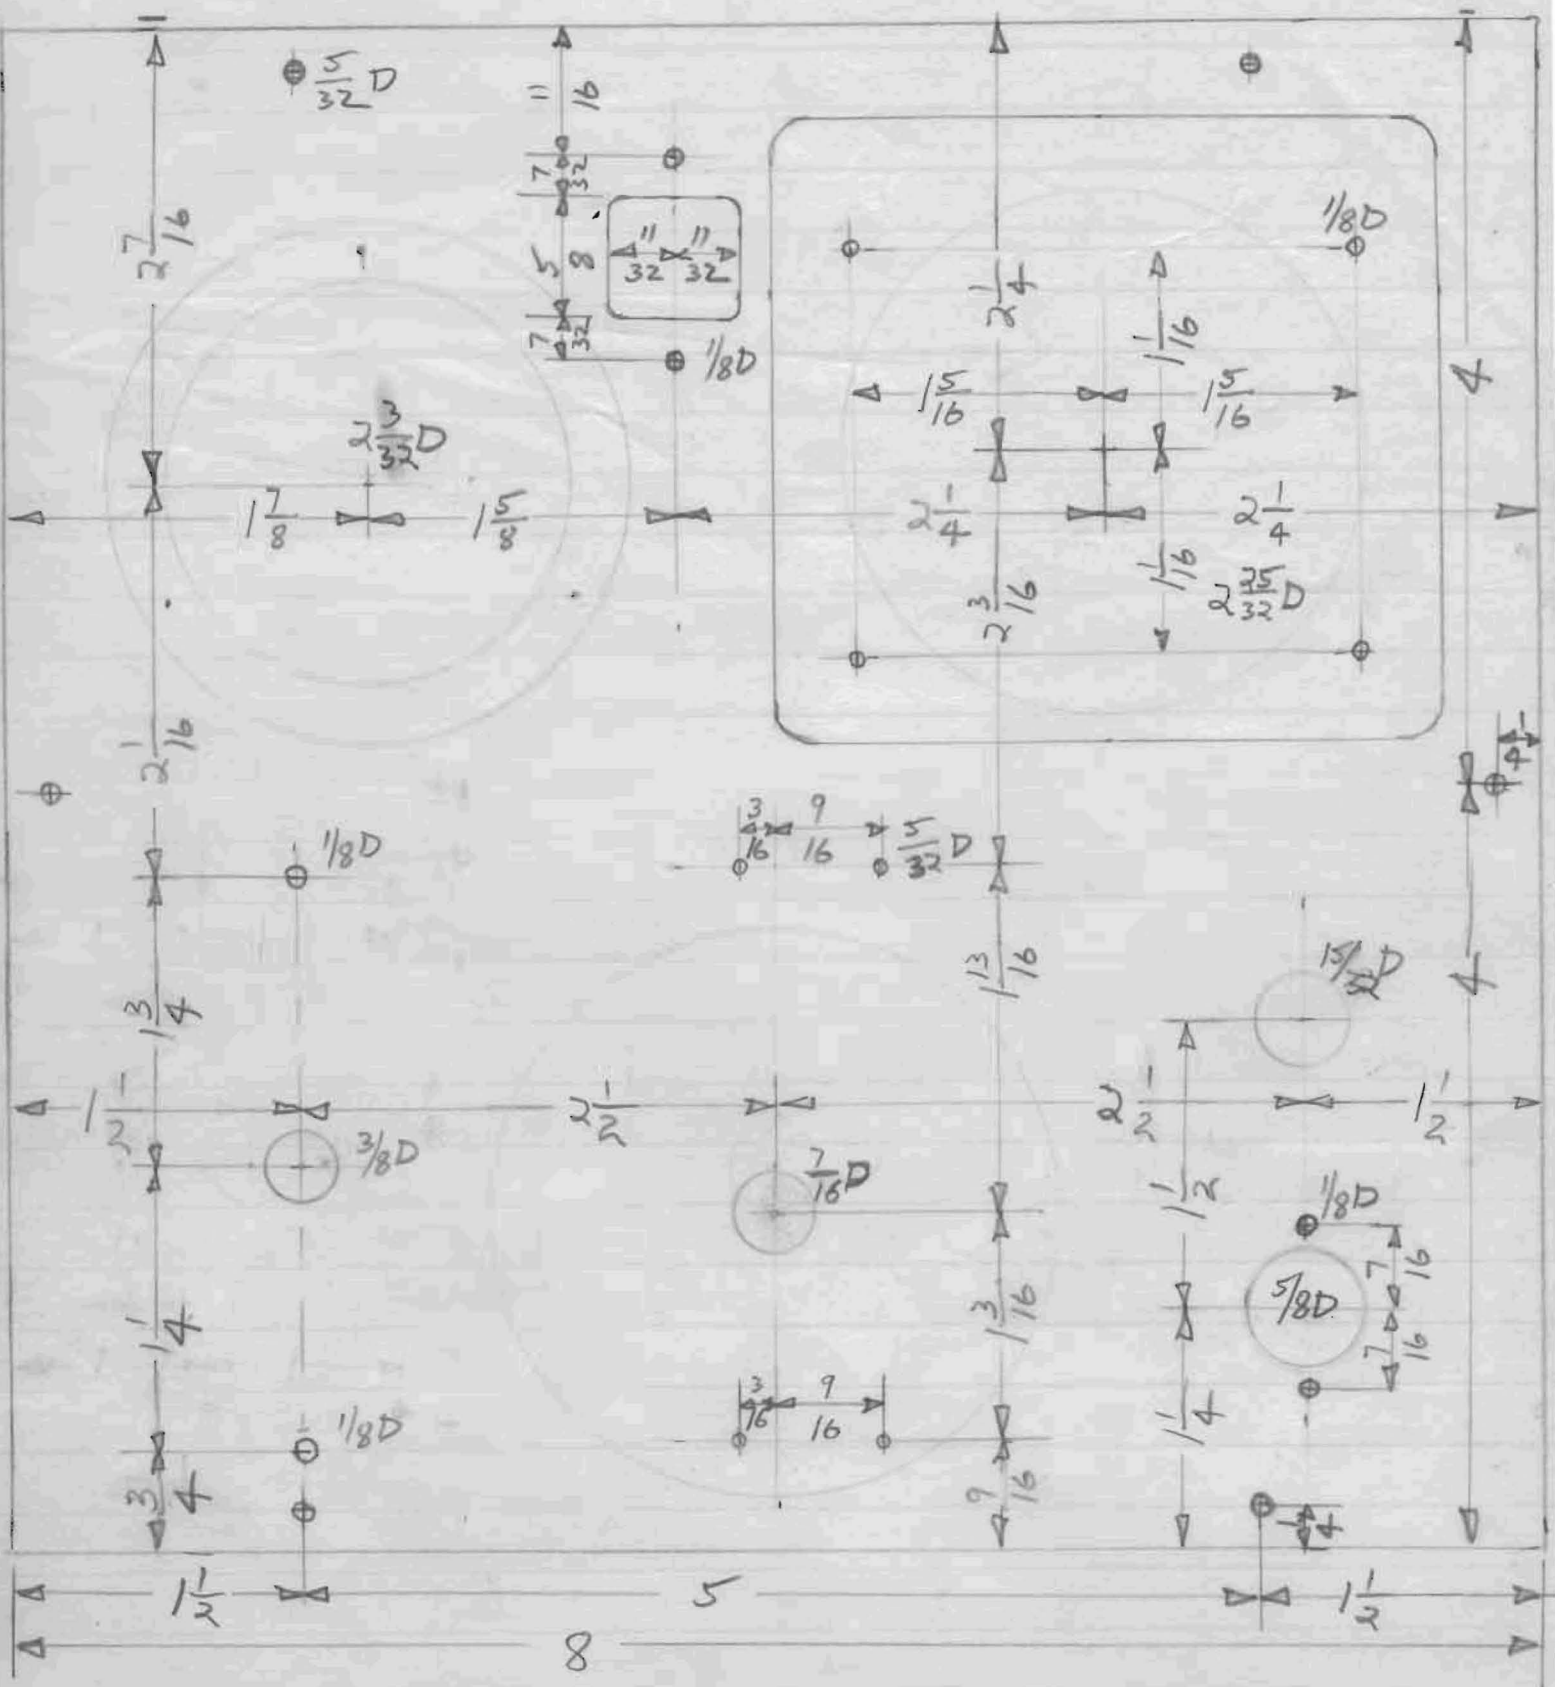 5/32 D
11/16
7/32
2 7/16
5/8
11/32 11/32
7/32
1/8D
1/8D
2 1/4
1 1/16
4
1 5/16 1 5/16
2 3/32 D
1 7/8 1 5/8
2 1/4 2 1/4
2 3/16
1 1/16
2 25/32 D
2 1/16
1/4
3/16 9/16 5/32 D
1/8D
1 13/16
15/32 D
4
1 3/4
1 1/2 2 1/2 2 1/2 1 1/2
3/8D
7/16 D
1 1/2
1/8D
7/16
5/8D
7/16
1 1/4
1 3/16
3/16 9/16
1 1/4
1/8D
3/4
9/16
1/4
1 1/2 5 1 1/2
8